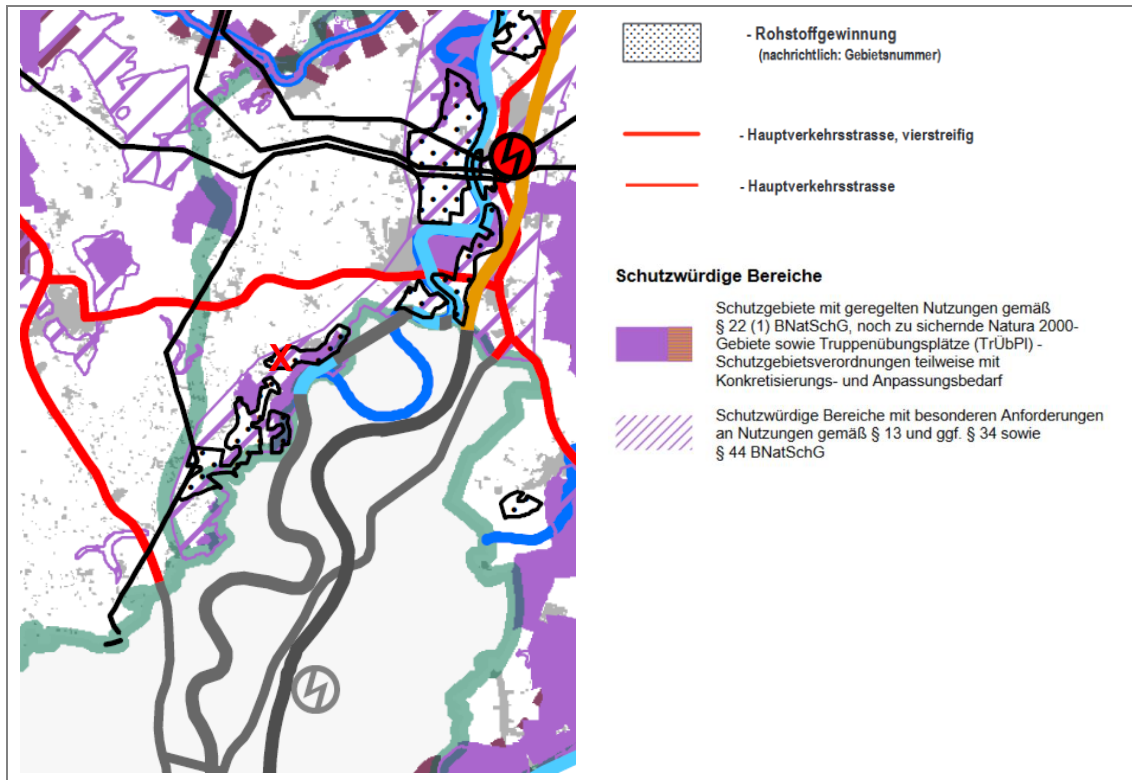 X
- Rohstoffgewinnung
(nachrichtlich: Gebietsnummer)
- Hauptverkehrsstrasse, vierstreifig
- Hauptverkehrsstrasse
Schutzwürdige Bereiche
Schutzgebiete mit geregelten Nutzungen gemäß
§ 22 (1) BNatSchG, noch zu sichernde Natura 2000-
Gebiete sowie Truppenübungsplätze (TrÜbPl) -
Schutzgebietsverordnungen teilweise mit
Konkretisierungs- und Anpassungsbedarf
Schutzwürdige Bereiche mit besonderen Anforderungen
an Nutzungen gemäß § 13 und ggf. § 34 sowie
§ 44 BNatSchG